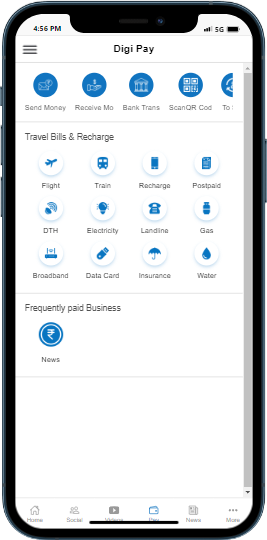 4:56 PM 5G
Digi Pay
Send Money Receive Mo Bank Trans ScanQR Cod To
Travel Bills & Recharge
Flight Train Recharge Postpaid
DTH Electricity Landline Gas
Broadband Data Card Insurance Water
Frequently paid Business
News
Home Social Videos Pay News More